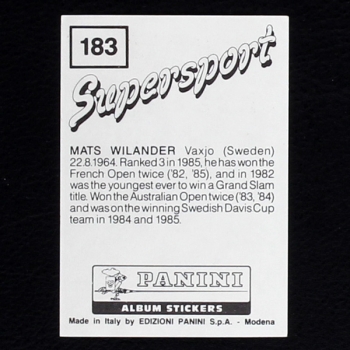 183
Supersport
MATS WILANDER Vaxjo (Sweden)
22.8.1964. Ranked 3 in 1985, he has won the
French Open twice ('82, '85), and in 1982
was the youngest ever to win a Grand Slam
title. Won the Australian Open twice ('83, '84)
and was on the winning Swedish Davis Cup
team in 1984 and 1985.
PANINI
ALBUM STICKERS
Made in Italy by EDIZIONI PANINI S.p.A. - Modena